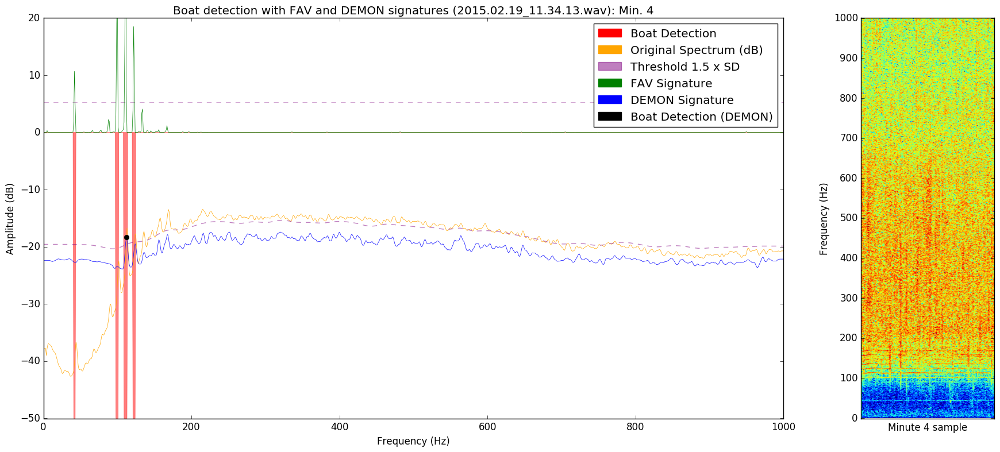 Boat detection with FAV and DEMON signatures (2015.02.19_11.34.13.wav): Min. 4
20
10
0
−10
−20
−30
−40
−50
Amplitude (dB)
0
200
400
600
800
1000
Frequency (Hz)
Boat Detection
Original Spectrum (dB)
Threshold 1.5 x SD
FAV Signature
DEMON Signature
Boat Detection (DEMON)
1000
900
800
700
600
500
400
300
200
100
0
Frequency (Hz)
Minute 4 sample